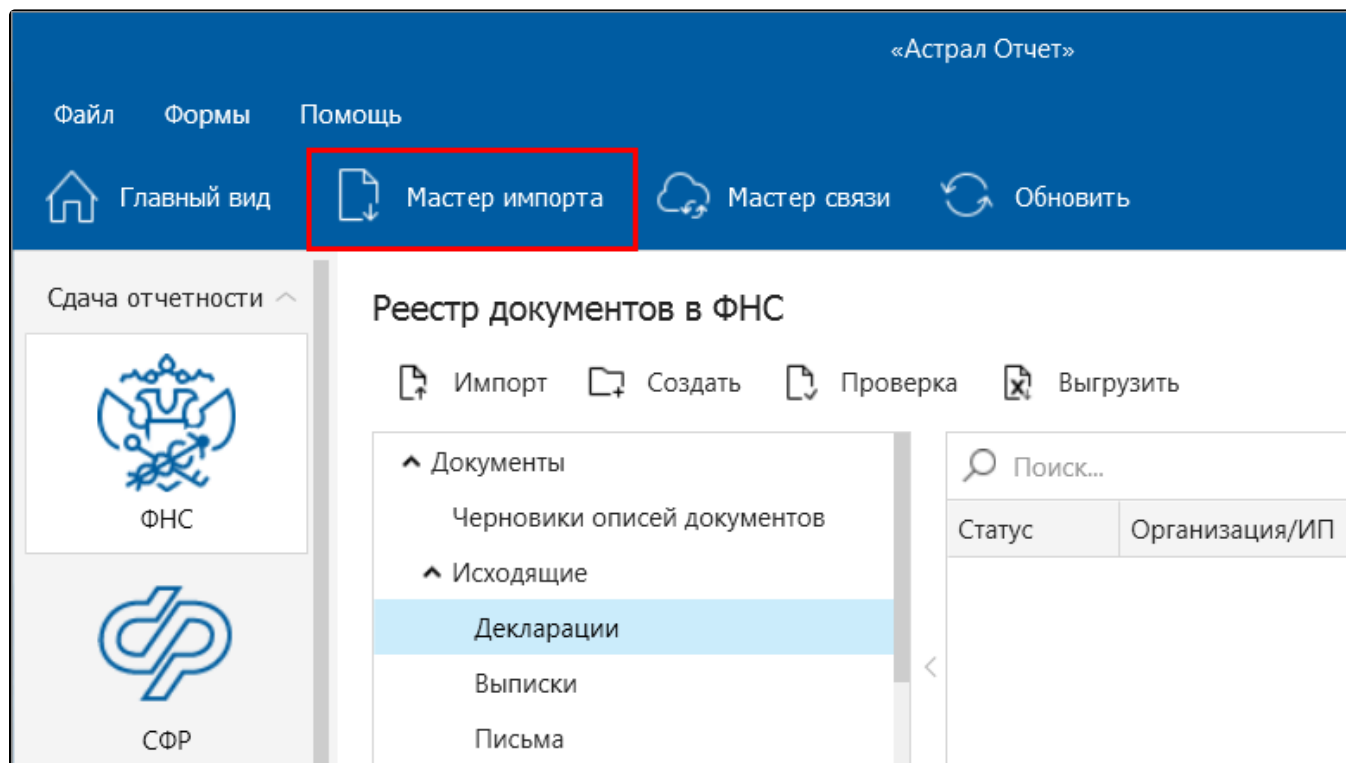 «Астрал Отчет»
Файл Формы Помощь
Главный вид Мастер импорта Мастер связи Обновить
Сдача отчетности
ФНС
СФР
Реестр документов в ФНС
Импорт Создать Проверка Выгрузить
Документы
Черновики описей документов
Исходящие
Декларации
Выписки
Письма
Поиск...
Статус Организация/ИП